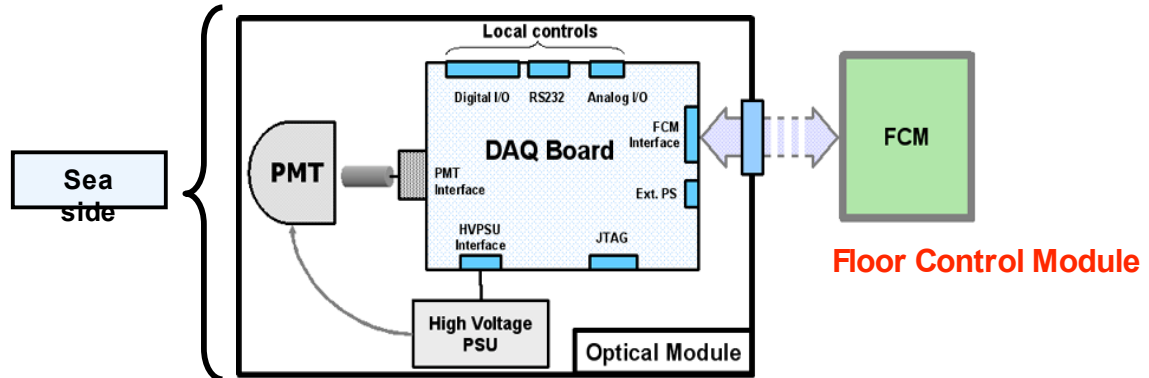 Local controls
Digital I/O
RS232
Analog I/O
FCM
Interface
DAQ Board
FCM
PMT
PMT
Interface
Sea
side
Ext. PS
HVPSU
Interface
JTAG
Floor Control Module
High Voltage
PSU
Optical Module